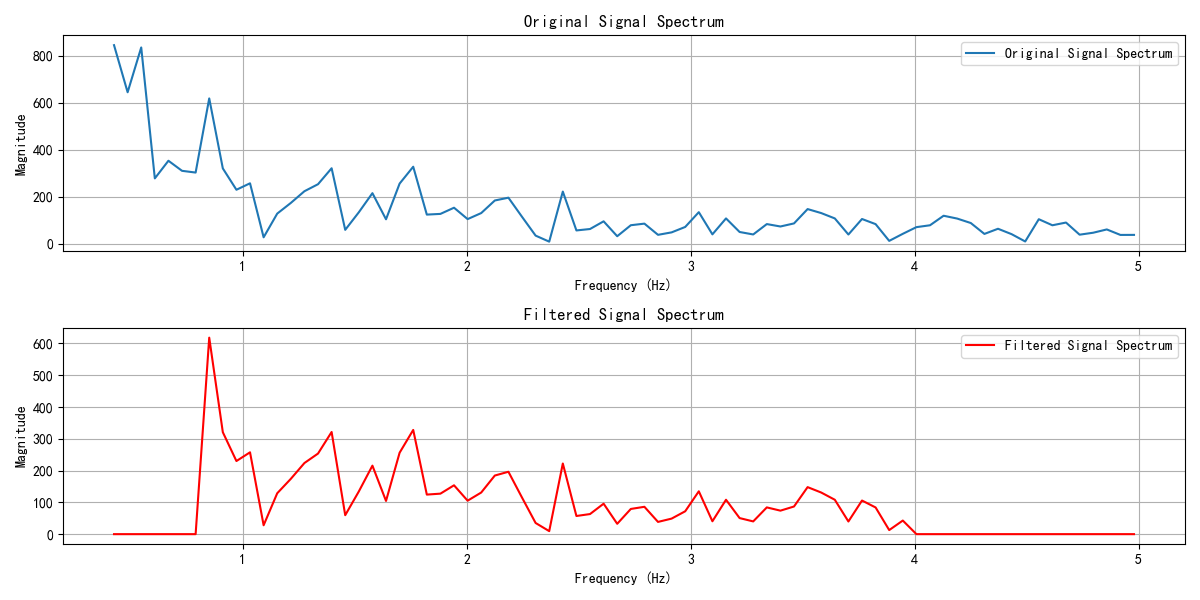 Original Signal Spectrum
Original Signal Spectrum
Magnitude
800
600
400
200
0
1 2 3 4 5
Frequency (Hz)
Filtered Signal Spectrum
Filtered Signal Spectrum
Magnitude
600
500
400
300
200
100
0
1 2 3 4 5
Frequency (Hz)